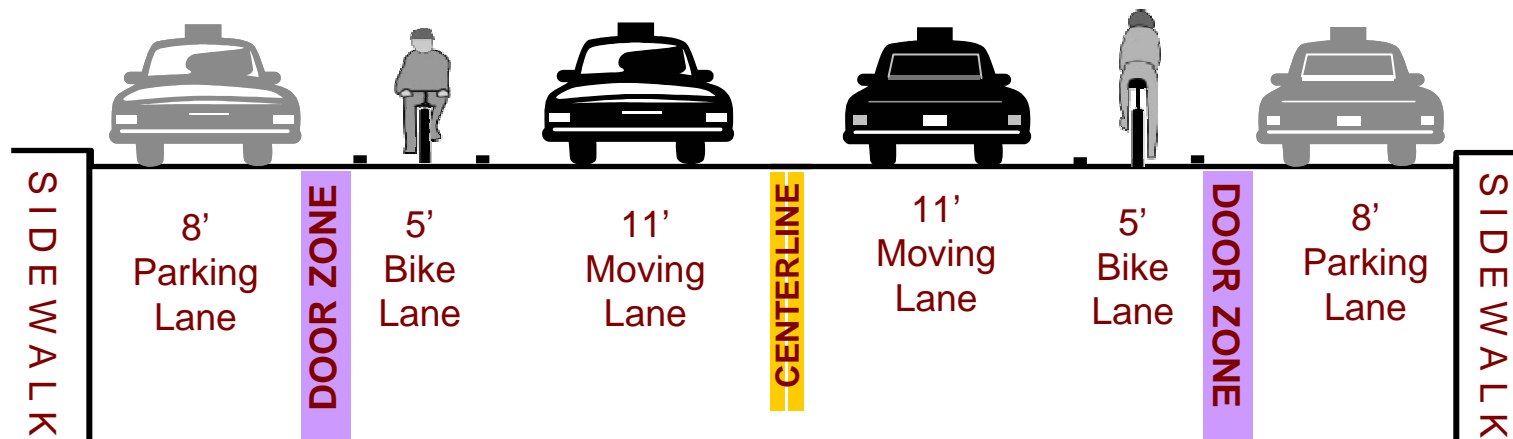 SIDEWALK
8’
Parking
Lane
DOOR ZONE
5’
Bike
Lane
11’
Moving
Lane
CENTERLINE
11’
Moving
Lane
5’
Bike
Lane
DOOR ZONE
8’
Parking
Lane
SIDEWALK